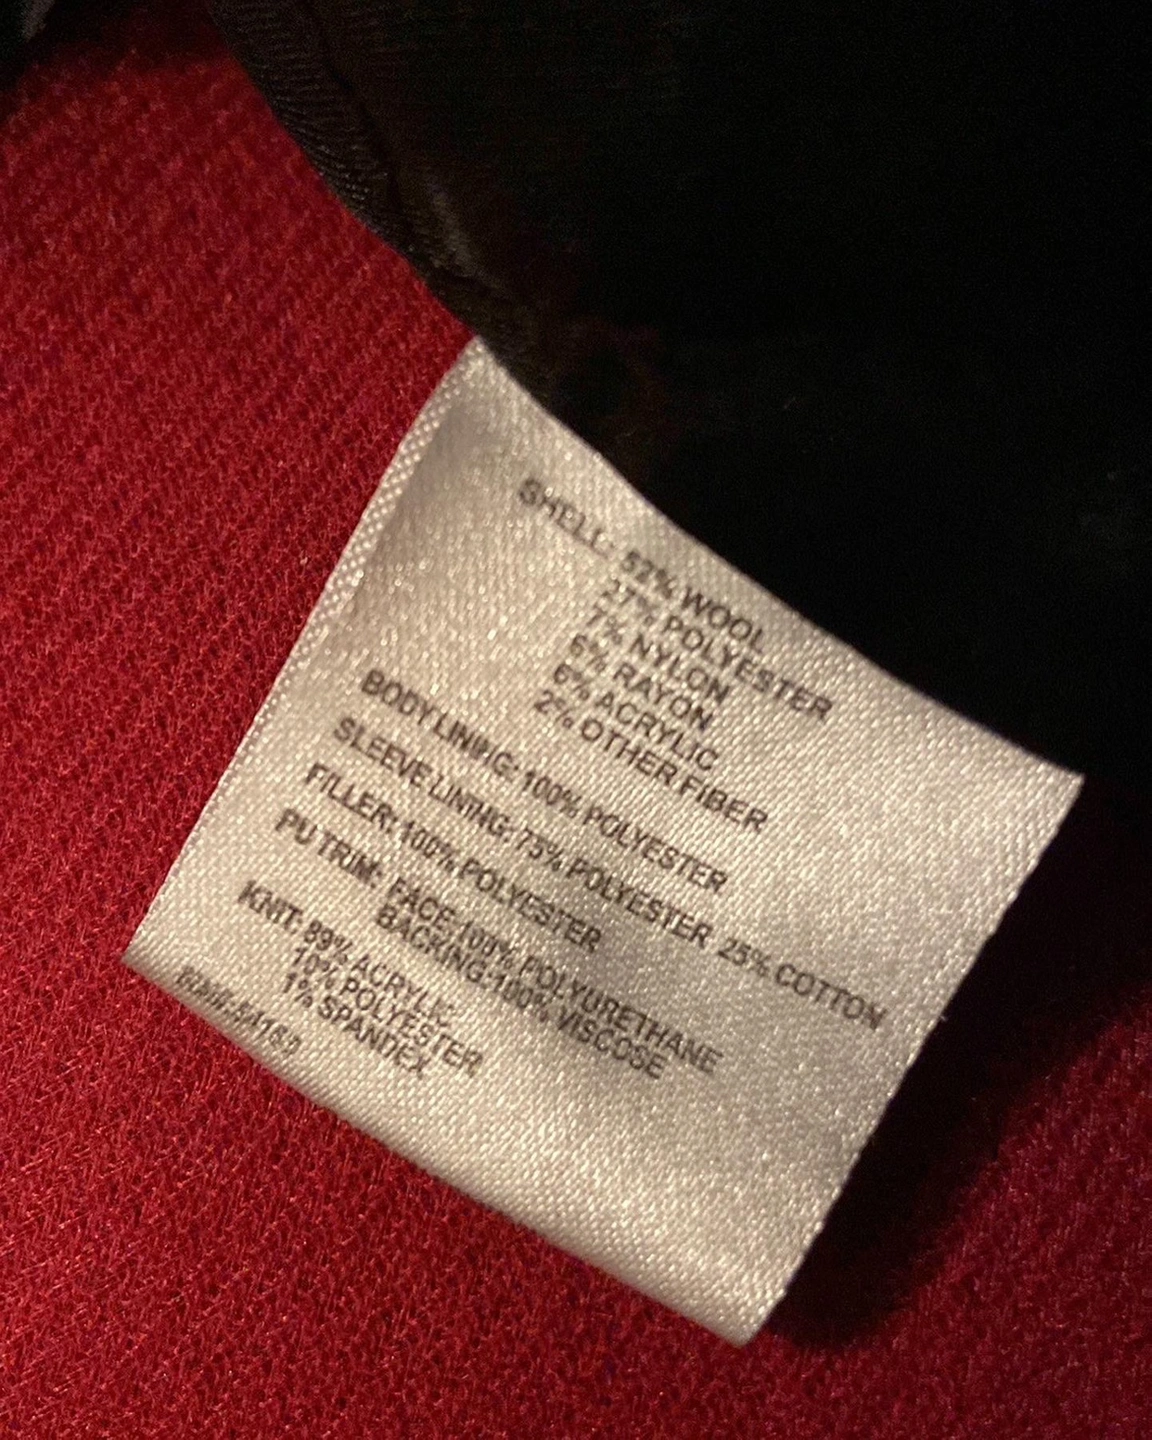 SHELL: 52% WOOL
27% POLYESTER
7% NYLON
6% RAYON
6% ACRYLIC
2% OTHER FIBER
BODY LINING: 100% POLYESTER
SLEEVE LINING: 75% POLYESTER 25% COTTON
FILLER: 100% POLYESTER
PU TRIM: FACE: 100% POLYURETHANE
BACKING: 100% VISCOSE
KNIT: 89% ACRYLIC
10% POLYESTER
1% SPANDEX